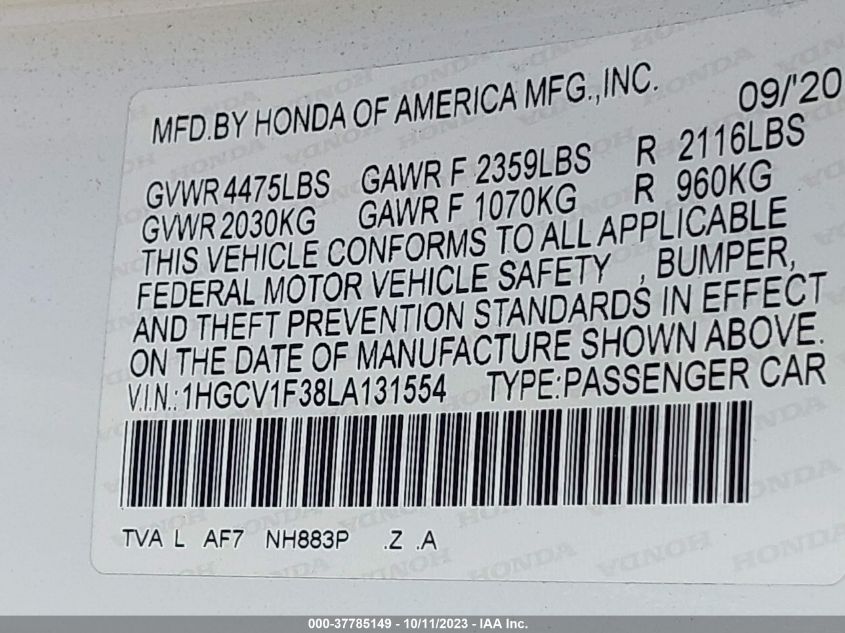 MFD.BY HONDA OF AMERICA MFG.,INC. 09/'20
GVWR 4475LBS GAWR F 2359LBS R 2116LBS
GVWR 2030KG GAWR F 1070KG R 960KG
THIS VEHICLE CONFORMS TO ALL APPLICABLE
FEDERAL MOTOR VEHICLE SAFETY , BUMPER,
AND THEFT PREVENTION STANDARDS IN EFFECT
ON THE DATE OF MANUFACTURE SHOWN ABOVE.
V.I.N.:1HGCV1F38LA131554 TYPE:PASSENGER CAR
TVA L AF7 NH883P .Z .A
000-37785149 - 10/11/2023 - IAA Inc.